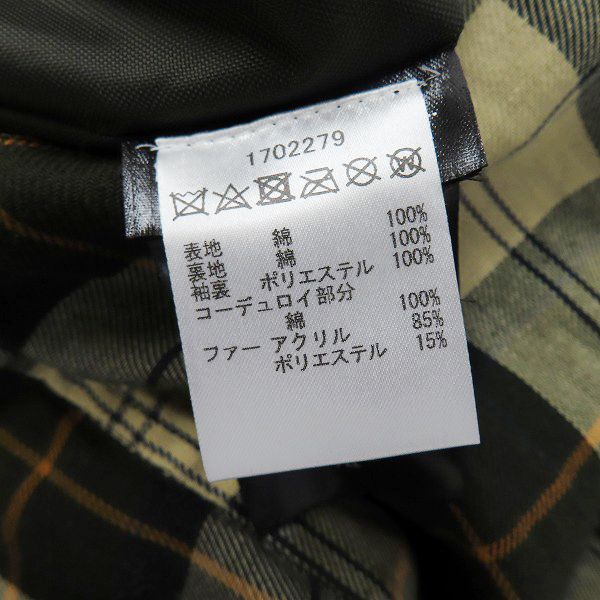 1702279
表地 綿 100%
裏地 綿 100%
袖裏 ポリエステル 100%
コーデュロイ部分
綿 100%
ファー アクリル 85%
ポリエステル 15%